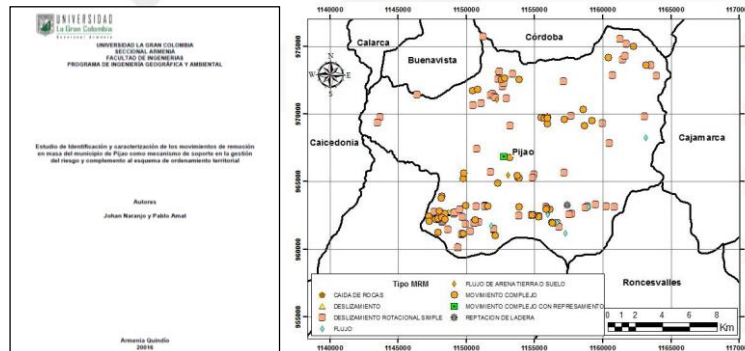 UNIVERSIDAD
La Gran Colombia
Seccional Armenia
UNIVERSIDAD LA GRAN COLOMBIA
SECCIONAL ARMENIA
FACULTAD DE INGENIERIAS
PROGRAMA DE INGENIERÍA GEOGRÁFICA Y AMBIENTAL
Estudio de Identificación y caracterización de los movimientos de remoción
en masa del municipio de Pijao como mecanismo de soporte en la gestión
del riesgo y complemento al esquema de ordenamiento territorial
Autores
Johan Naranjo y Pablo Amat
Armenia Quindío
20016
975000
970000
965000
960000
955000
Calarca
Buenavista
Córdoba
Caicedonia
Pijao
Cajamarca
Roncesvalles
N
W E
S
Tipo MRM
CAIDA DE ROCAS
DESLIZAMIENTO
DESLIZAMIENTO ROTACIONAL SIMPLE
FLUJO
FLUJO DE ARENA TIERRA O SUELO
MOVIMIENTO COMPLEJO
MOVIMIENTO COMPLEJO CON REPRESAMIENTO
REPTACION DE LADERA
0 1 2 4 6 8
Km
1140000 1145000 1150000 1155000 1160000 1165000 1170000